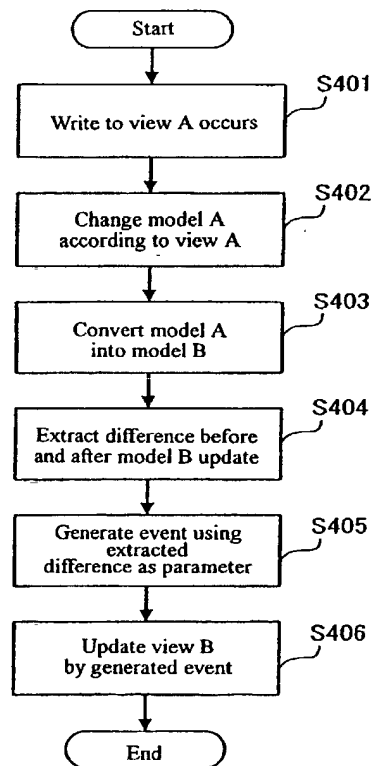 Start
S401
Write to view A occurs
S402
Change model A
according to view A
S403
Convert model A
into model B
S404
Extract difference before
and after model B update
S405
Generate event using
extracted
difference as parameter
S406
Update view B
by generated event
End